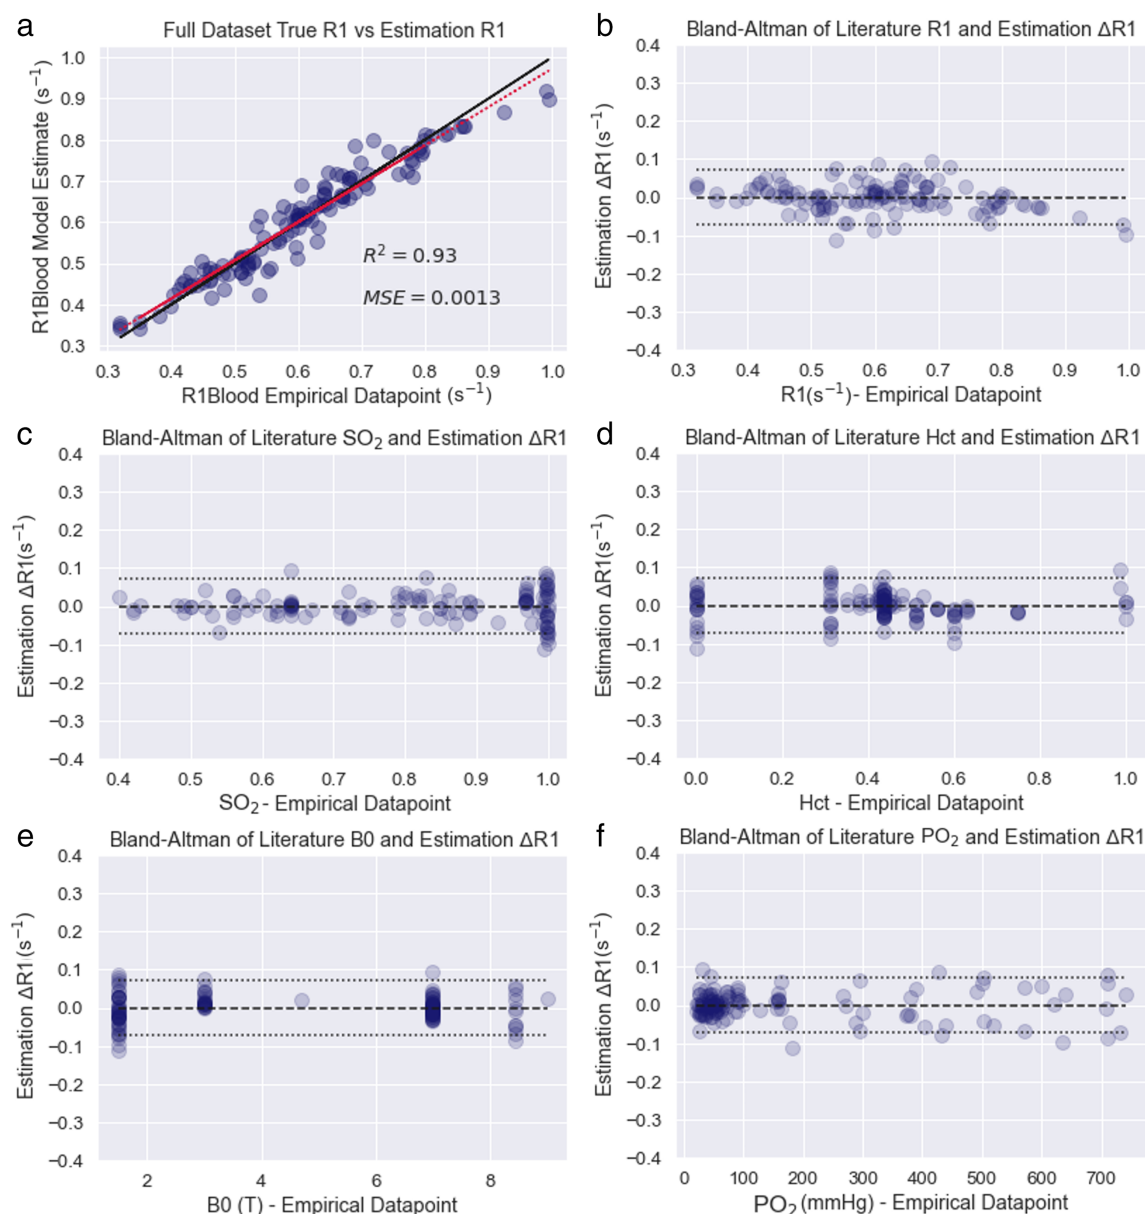 a
Full Dataset True R1 vs Estimation R1
1.0
0.9
0.8
0.7
0.6
0.5
0.4
0.3
R1Blood Model Estimate (s⁻¹)
R² = 0.93
MSE = 0.0013
0.3 0.4 0.5 0.6 0.7 0.8 0.9 1.0
R1Blood Empirical Datapoint (s⁻¹)
b
Bland-Altman of Literature R1 and Estimation ΔR1
0.4
0.3
0.2
0.1
0.0
−0.1
−0.2
−0.3
−0.4
Estimation ΔR1(s⁻¹)
0.3 0.4 0.5 0.6 0.7 0.8 0.9 1.0
R1(s⁻¹)- Empirical Datapoint
c
Bland-Altman of Literature SO₂ and Estimation ΔR1
0.4
0.3
0.2
0.1
0.0
−0.1
−0.2
−0.3
−0.4
Estimation ΔR1(s⁻¹)
0.4 0.5 0.6 0.7 0.8 0.9 1.0
SO₂ - Empirical Datapoint
d
Bland-Altman of Literature Hct and Estimation ΔR1
0.4
0.3
0.2
0.1
0.0
−0.1
−0.2
−0.3
−0.4
Estimation ΔR1(s⁻¹)
0.0 0.2 0.4 0.6 0.8 1.0
Hct - Empirical Datapoint
e
Bland-Altman of Literature B0 and Estimation ΔR1
0.4
0.3
0.2
0.1
0.0
−0.1
−0.2
−0.3
−0.4
Estimation ΔR1(s⁻¹)
2 4 6 8
B0 (T) - Empirical Datapoint
f
Bland-Altman of Literature PO₂ and Estimation ΔR1
0.4
0.3
0.2
0.1
0.0
−0.1
−0.2
−0.3
−0.4
Estimation ΔR1(s⁻¹)
0 100 200 300 400 500 600 700
PO₂ (mmHg) - Empirical Datapoint